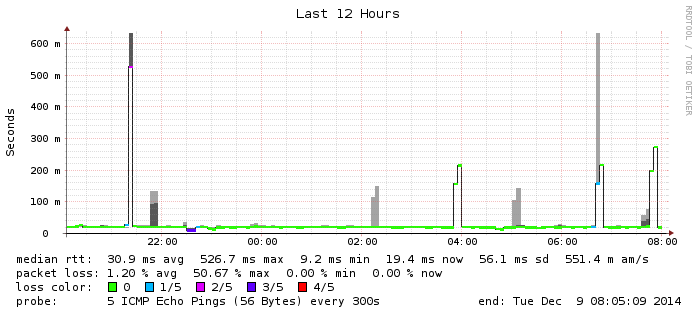 Last 12 Hours
RRDTOOL / TOBI OETIKER
Seconds
600 m
500 m
400 m
300 m
200 m
100 m
0
22:00 00:00 02:00 04:00 06:00 08:00
median rtt: 30.9 ms avg 526.7 ms max 9.2 ms min 19.4 ms now 56.1 ms sd 551.4 m am/s
packet loss: 1.20 % avg 50.67 % max 0.00 % min 0.00 % now
loss color: 0 1/5 2/5 3/5 4/5
probe: 5 ICMP Echo Pings (56 Bytes) every 300s end: Tue Dec 9 08:05:09 2014